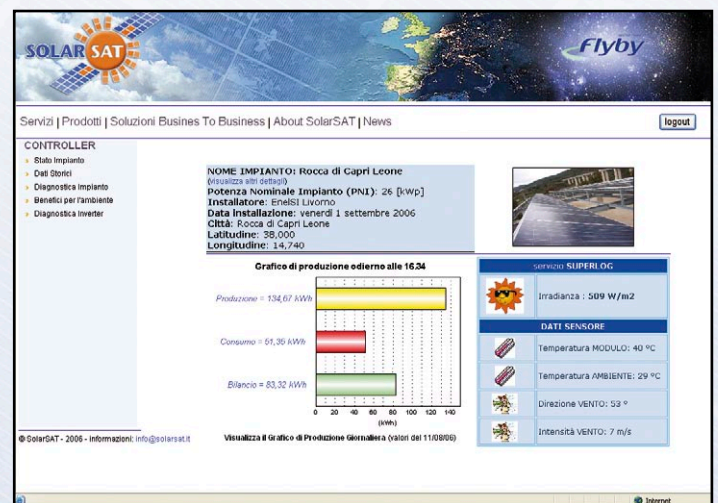 SOLAR SAT
Flyby
Servizi | Prodotti | Soluzioni Busines To Business | About SolarSAT | News
logout
CONTROLLER
Stato Impianto
Dati Storici
Diagnostica Impianto
Benefici per l'ambiente
Diagnostica Inverter
NOME IMPIANTO: Rocca di Capri Leone
(visualizza altri dettagli)
Potenza Nominale Impianto (PNI): 26 [kWp]
Installatore: EnelSI Livorno
Data installazione: venerdì 1 settembre 2006
Città: Rocca di Capri Leone
Latitudine: 38,000
Longitudine: 14,740
Grafico di produzione odierno alle 16.34
Produzione = 134,67 kWh
Consumo = 51,35 kWh
Bilancio = 83,32 kWh
0 20 40 60 80 100 120 140
(kWh)
Visualizza il Grafico di Produzione Giornaliera (valori del 11/09/06)
servizio SUPERLOG
Irradianza : 509 W/m2
DATI SENSORE
Temperatura MODULO: 40 ºC
Temperatura AMBIENTE: 29 ºC
Direzione VENTO: 53 º
Intensità VENTO: 7 m/s
© SolarSAT - 2006 - informazioni: info@solarsat.it
Internet